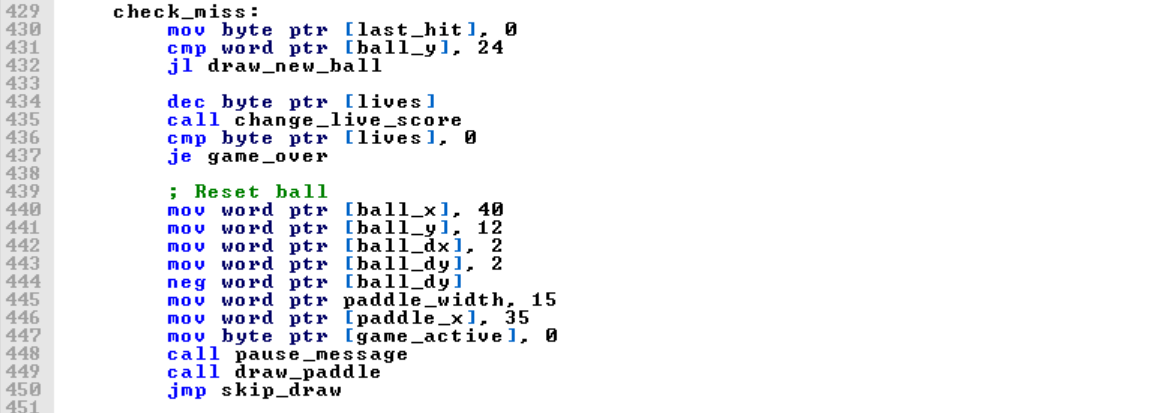 429 check_miss:
430 mov byte ptr [last_hit], 0
431 cmp word ptr [ball_y], 24
432 jl draw_new_ball
433
434 dec byte ptr [lives]
435 call change_live_score
436 cmp byte ptr [lives], 0
437 je game_over
438
439 ; Reset ball
440 mov word ptr [ball_x], 40
441 mov word ptr [ball_y], 12
442 mov word ptr [ball_dx], 2
443 mov word ptr [ball_dy], 2
444 neg word ptr [ball_dy]
445 mov word ptr paddle_width, 15
446 mov word ptr [paddle_x], 35
447 mov byte ptr [game_active], 0
448 call pause_message
449 call draw_paddle
450 jmp skip_draw
451